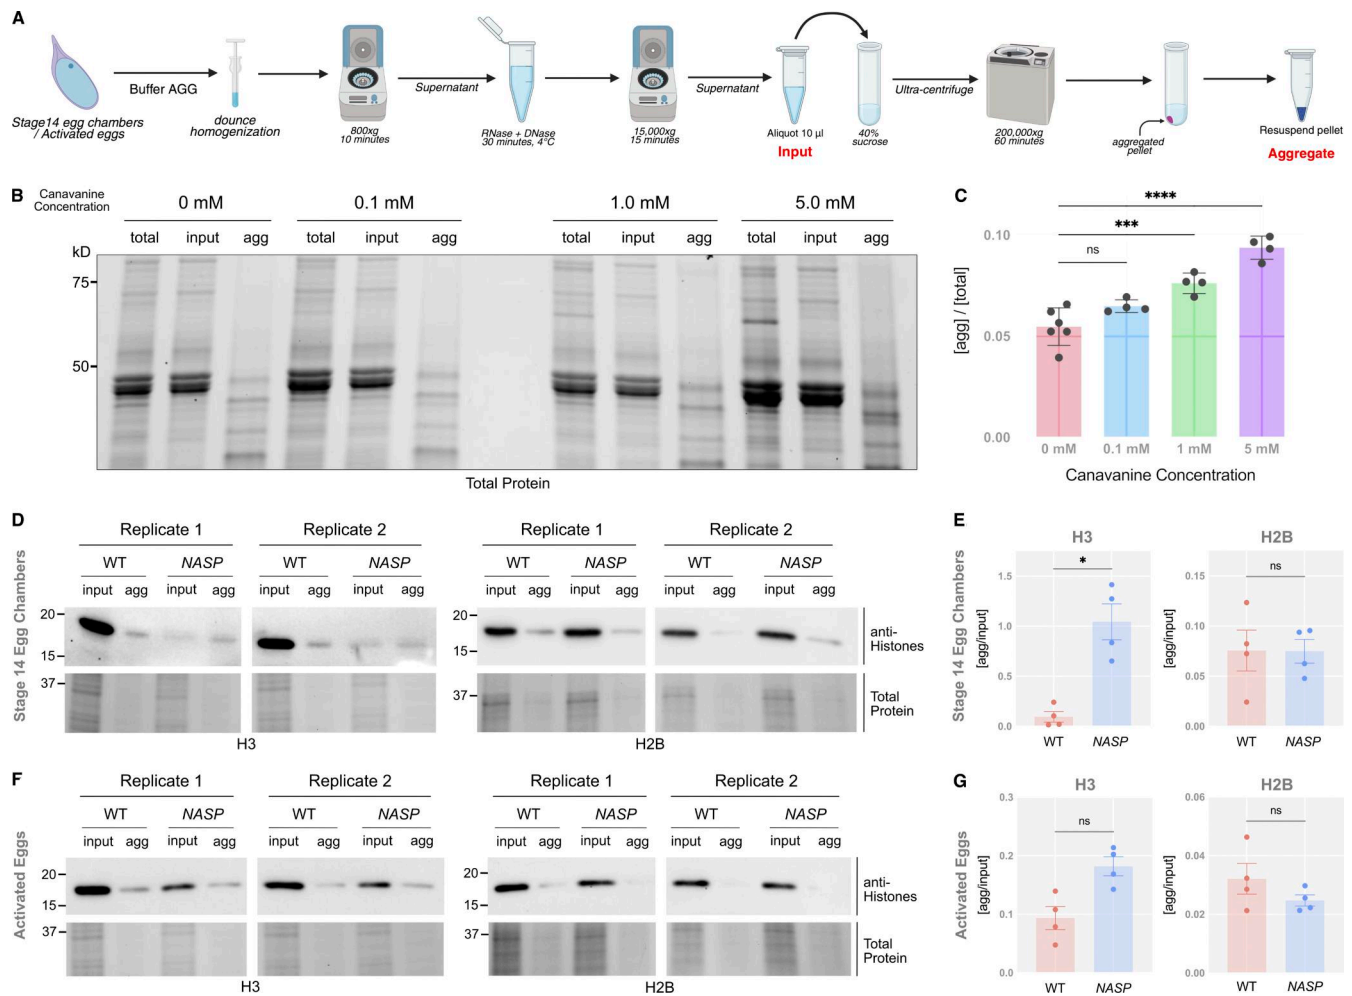 A
Stage14 egg chambers
/ Activated eggs
Buffer AGG
dounce
homogenization
800xg
10 minutes
Supernatant
RNase + DNase
30 minutes, 4°C
15,000xg
15 minutes
Supernatant
Aliquot 10 µl
Input
40%
sucrose
Ultra-centrifuge
200,000xg
60 minutes
aggregated
pellet
Resuspend pellet
Aggregate
B
Canavanine
Concentration
0 mM 0.1 mM 1.0 mM 5.0 mM
total input agg total input agg total input agg total input agg
kD
75
50
Total Protein
C
****
***
ns
[agg] / [total]
0.10
0.05
0.00
0 mM 0.1 mM 1 mM 5 mM
Canavanine Concentration
D
Stage 14 Egg Chambers
Replicate 1 Replicate 2 Replicate 1 Replicate 2
WT NASP WT NASP WT NASP WT NASP
input agg input agg input agg input agg input agg input agg input agg input agg
20
15
37
20
15
37
anti-
Histones
Total
Protein
H3 H2B
E
Stage 14 Egg Chambers
H3
*
[agg/input]
1.5
1.0
0.5
0.0
WT NASP
H2B
ns
[agg/input]
0.15
0.10
0.05
0.00
WT NASP
F
Activated Eggs
Replicate 1 Replicate 2 Replicate 1 Replicate 2
WT NASP WT NASP WT NASP WT NASP
input agg input agg input agg input agg input agg input agg input agg input agg
20
15
37
20
15
37
anti-
Histones
Total
Protein
H3 H2B
G
Activated Eggs
H3
ns
[agg/input]
0.3
0.2
0.1
0.0
WT NASP
H2B
ns
[agg/input]
0.06
0.04
0.02
0.00
WT NASP